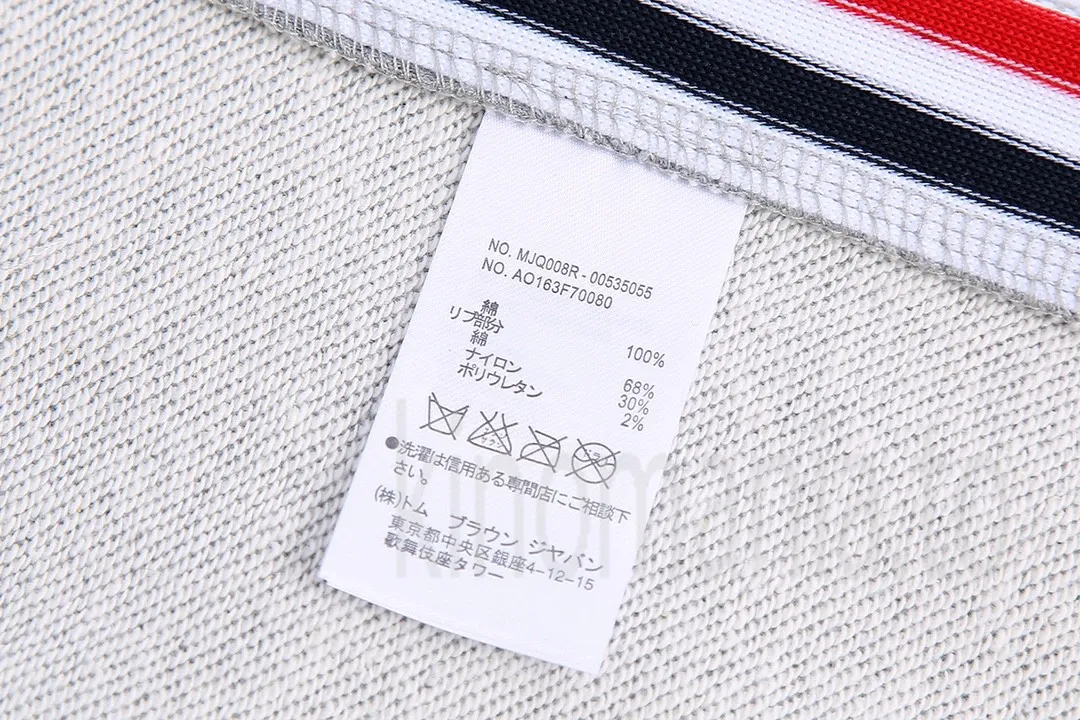 NO. MJQ008R - 00535055
NO. AO163F70080
綿 100%
リブ部分
綿 68%
ナイロン 30%
ポリウレタン 2%
●洗濯は信用ある専門店にご相談下
さい。
(株)トム ブラウン ジヤパン
東京都中央区銀座4-12-15
歌舞伎座タワー